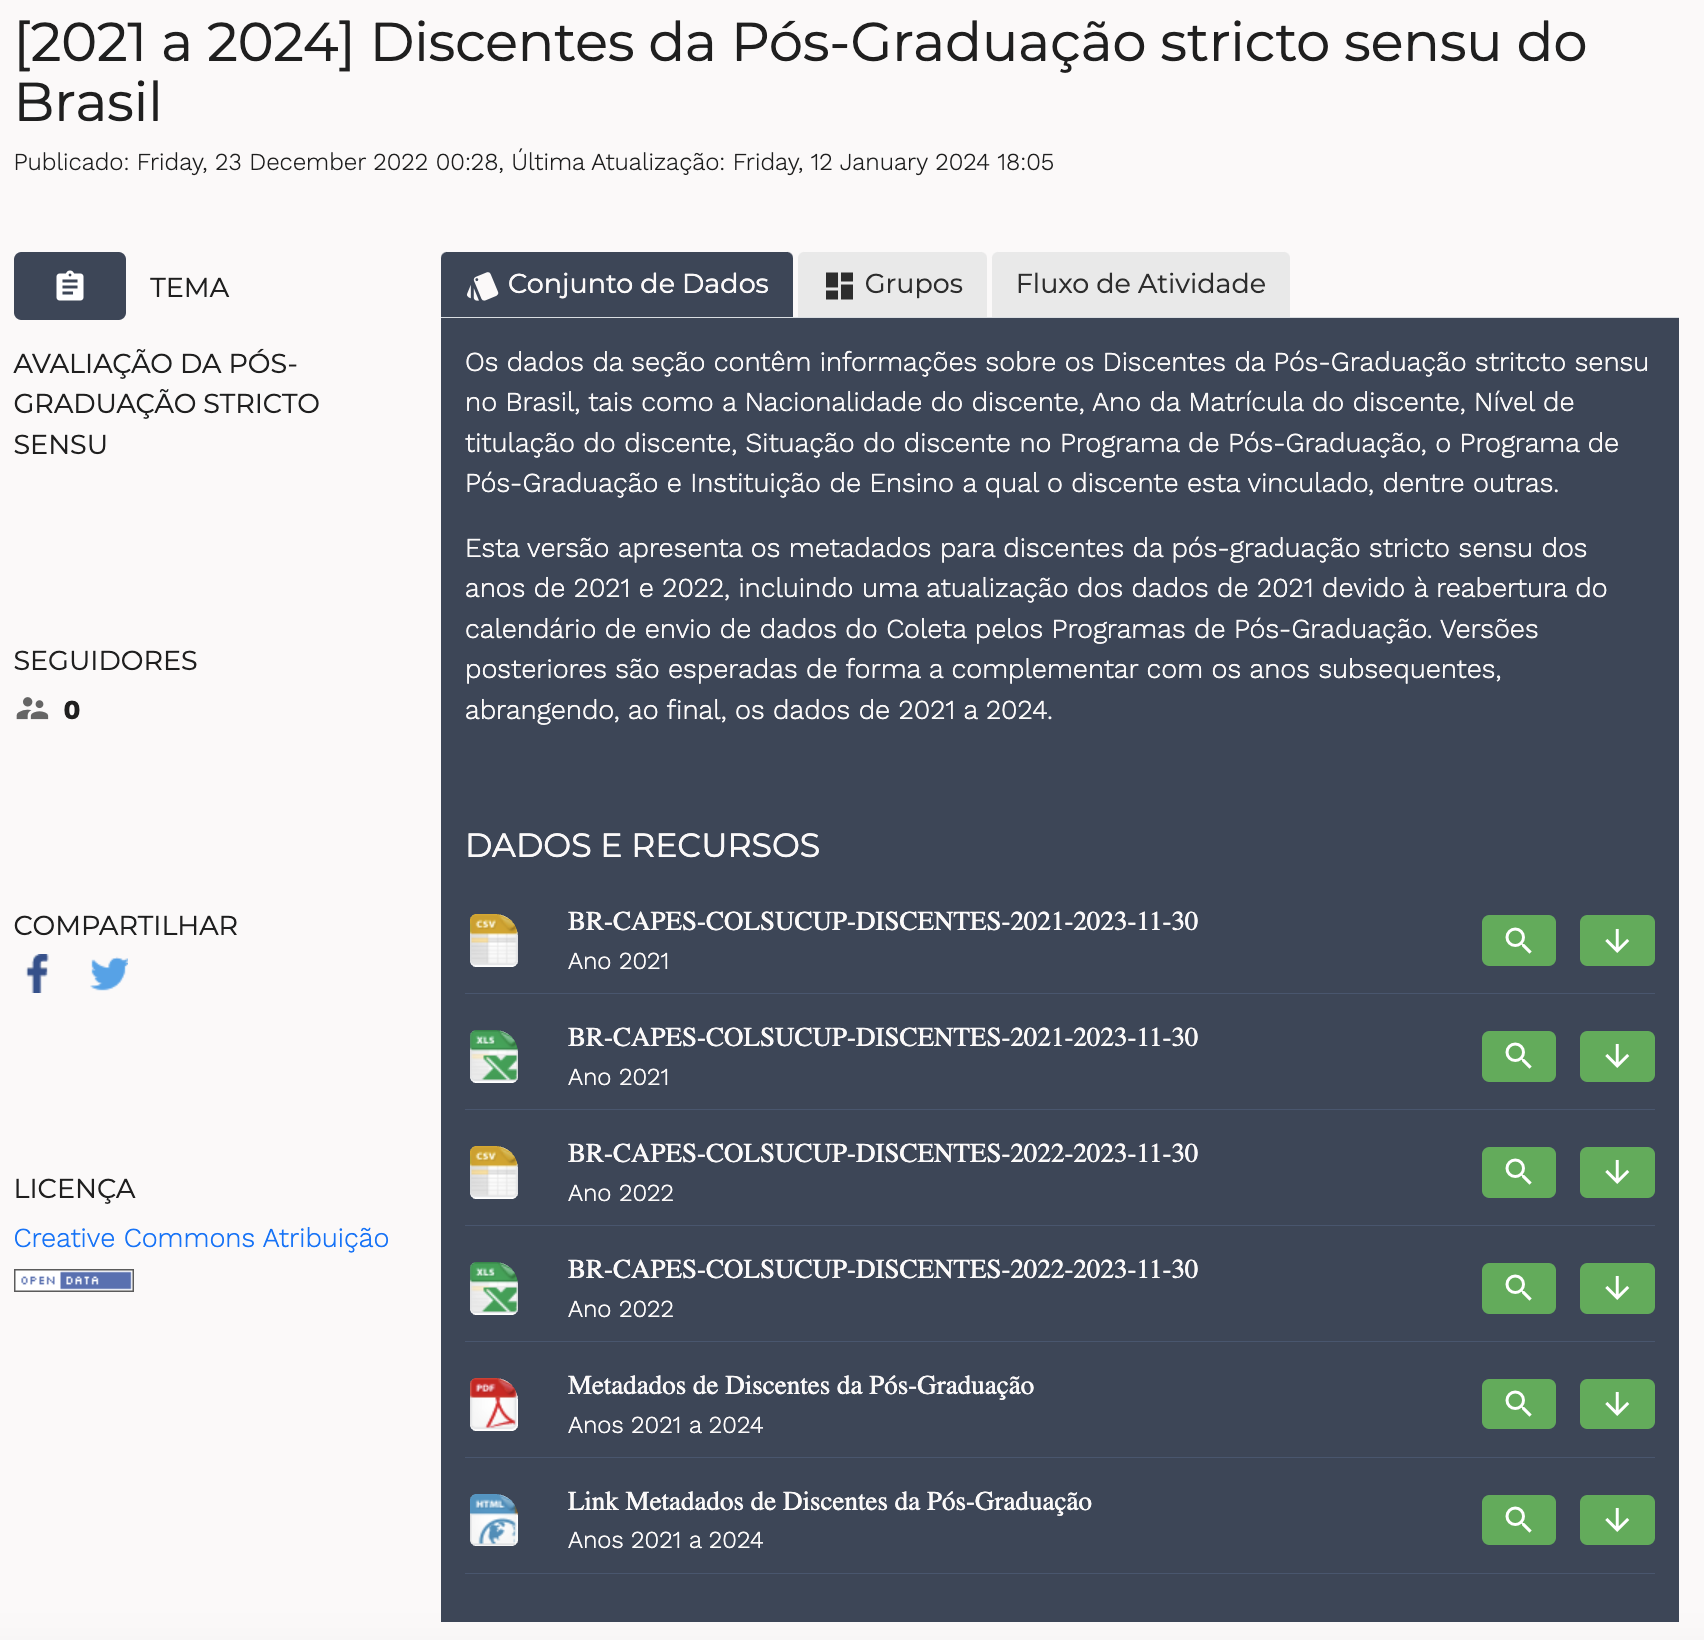 [2021 a 2024] Discentes da Pós-Graduação stricto sensu do
Brasil
Publicado: Friday, 23 December 2022 00:28, Última Atualização: Friday, 12 January 2024 18:05
TEMA
AVALIAÇÃO DA PÓS-
GRADUAÇÃO STRICTO
SENSU
SEGUIDORES
0
COMPARTILHAR
LICENÇA
Creative Commons Atribuição
OPEN DATA
Conjunto de Dados
Grupos
Fluxo de Atividade
Os dados da seção contêm informações sobre os Discentes da Pós-Graduação stritcto sensu
no Brasil, tais como a Nacionalidade do discente, Ano da Matrícula do discente, Nível de
titulação do discente, Situação do discente no Programa de Pós-Graduação, o Programa de
Pós-Graduação e Instituição de Ensino a qual o discente esta vinculado, dentre outras.
Esta versão apresenta os metadados para discentes da pós-graduação stricto sensu dos
anos de 2021 e 2022, incluindo uma atualização dos dados de 2021 devido à reabertura do
calendário de envio de dados do Coleta pelos Programas de Pós-Graduação. Versões
posteriores são esperadas de forma a complementar com os anos subsequentes,
abrangendo, ao final, os dados de 2021 a 2024.
DADOS E RECURSOS
CSV
BR-CAPES-COLSUCUP-DISCENTES-2021-2023-11-30
Ano 2021
XLS
BR-CAPES-COLSUCUP-DISCENTES-2021-2023-11-30
Ano 2021
CSV
BR-CAPES-COLSUCUP-DISCENTES-2022-2023-11-30
Ano 2022
XLS
BR-CAPES-COLSUCUP-DISCENTES-2022-2023-11-30
Ano 2022
PDF
Metadados de Discentes da Pós-Graduação
Anos 2021 a 2024
HTML
Link Metadados de Discentes da Pós-Graduação
Anos 2021 a 2024